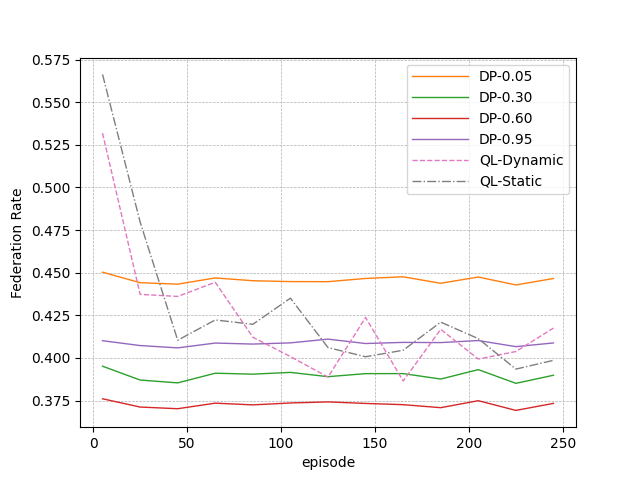 0.575
0.550
0.525
0.500
0.475
0.450
0.425
0.400
0.375
Federation Rate
DP-0.05
DP-0.30
DP-0.60
DP-0.95
QL-Dynamic
QL-Static
0 50 100 150 200 250
episode